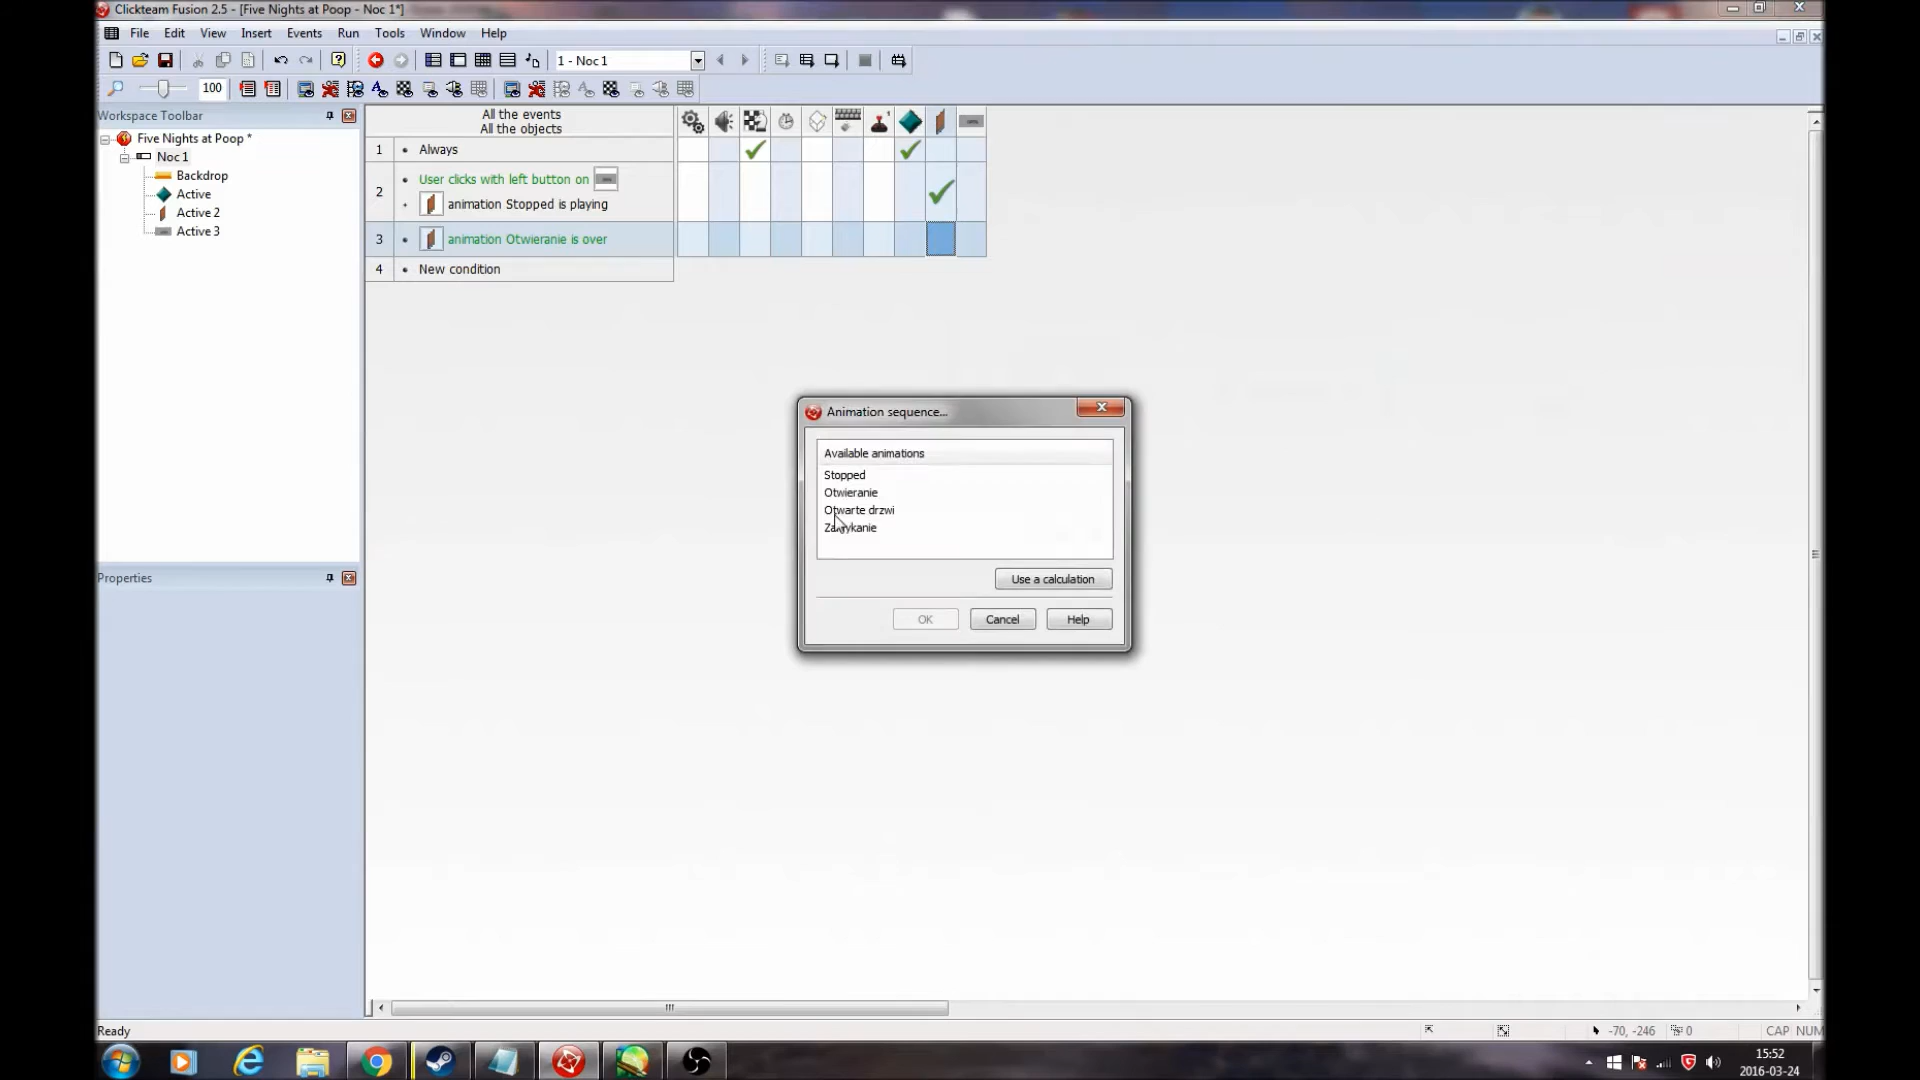 Clickteam Fusion 2.5 - [Five Nights at Poop - Noc 1*]
File Edit View Insert Events Run Tools Window Help
1 - Noc 1
100
Workspace Toolbar
Five Nights at Poop *
Noc 1
Backdrop
Active
Active 2
Active 3
Properties
All the events
All the objects
1 • Always
2 • User clicks with left button on
• animation Stopped is playing
3 • animation Otwieranie is over
4 • New condition
Animation sequence...
Available animations
Stopped
Otwieranie
Otwarte drzwi
Zamykanie
Use a calculation
OK Cancel Help
Ready
-70, -246 0 CAP NUM
15:52
2016-03-24